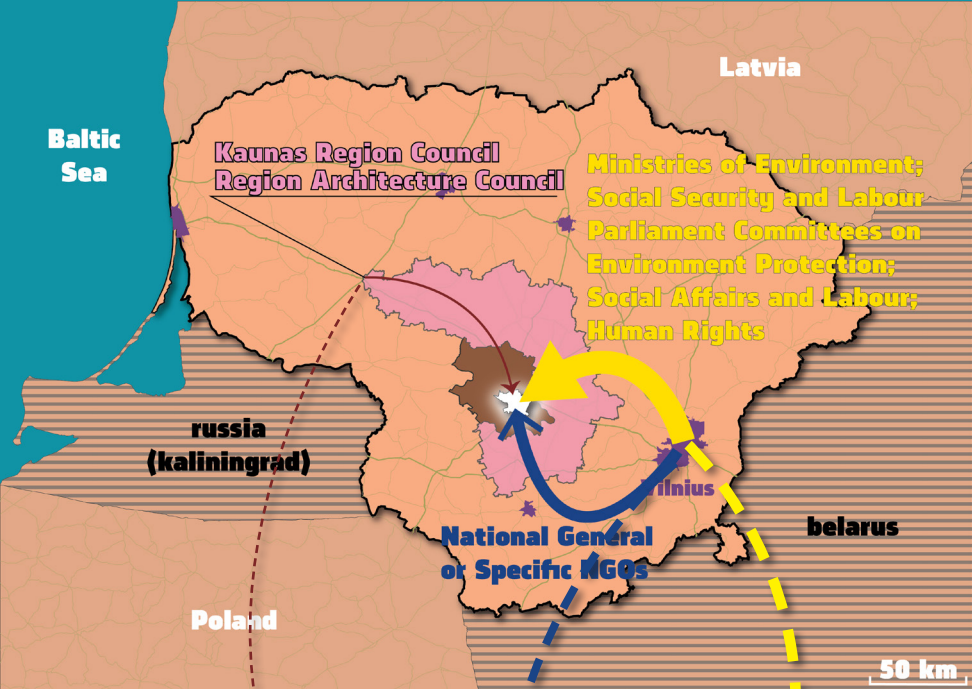 Latvia
Baltic
Sea
Kaunas Region Council
Region Architecture Council
Ministries of Environment;
Social Security and Labour
Parliament Committees on
Environment Protection;
Social Affairs and Labour;
Human Rights
russia
(kaliningrad)
Vilnius
belarus
National General
or Specific NGOs
Poland
50 km